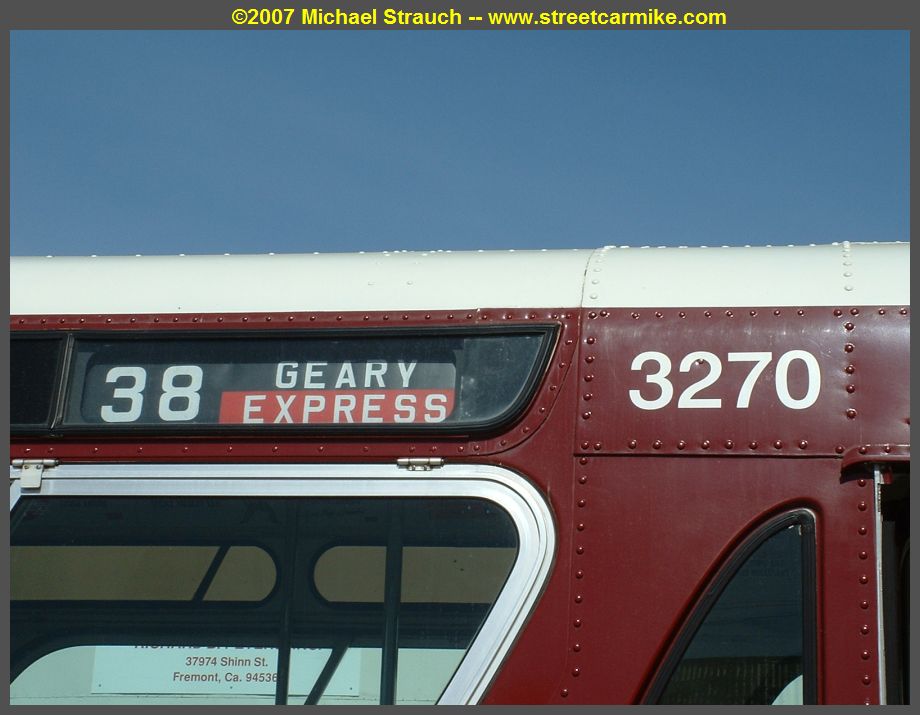 ©2007 Michael Strauch -- www.streetcarmike.com
38 GEARY
EXPRESS
3270
37974 Shinn St.
Fremont, Ca. 94536